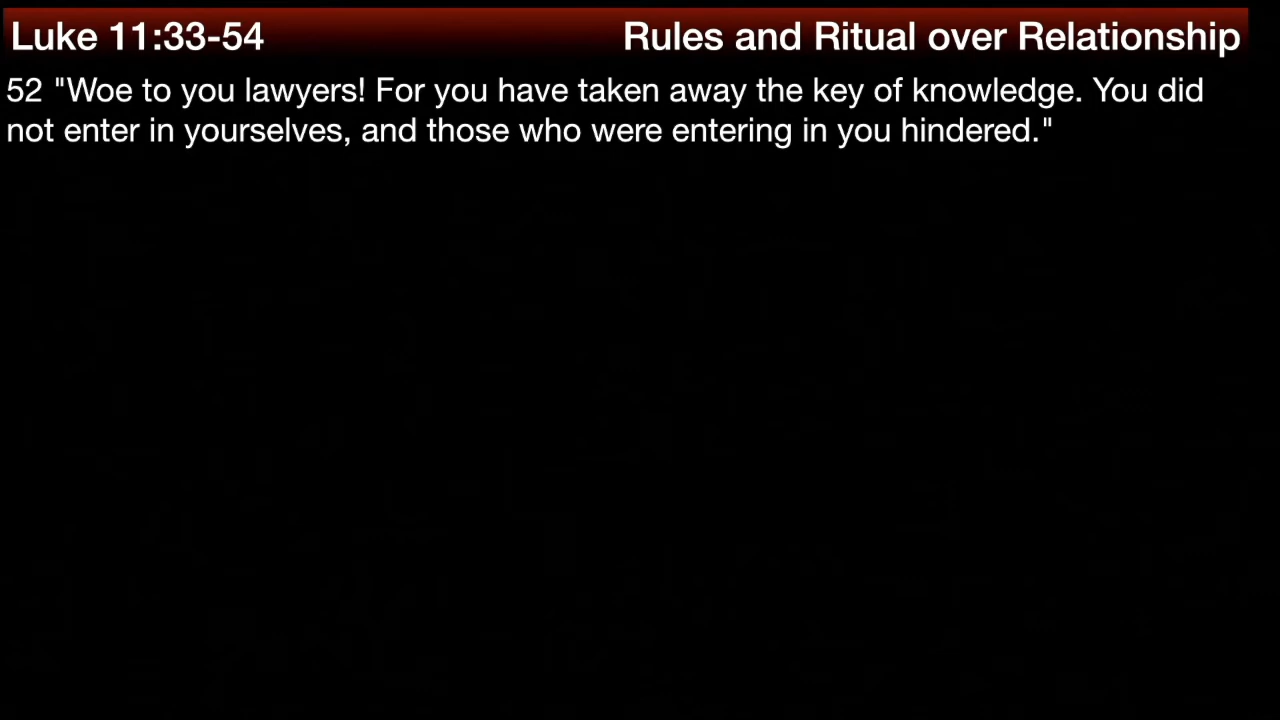 Luke 11:33-54 Rules and Ritual over Relationship
52 "Woe to you lawyers! For you have taken away the key of knowledge. You did
not enter in yourselves, and those who were entering in you hindered."